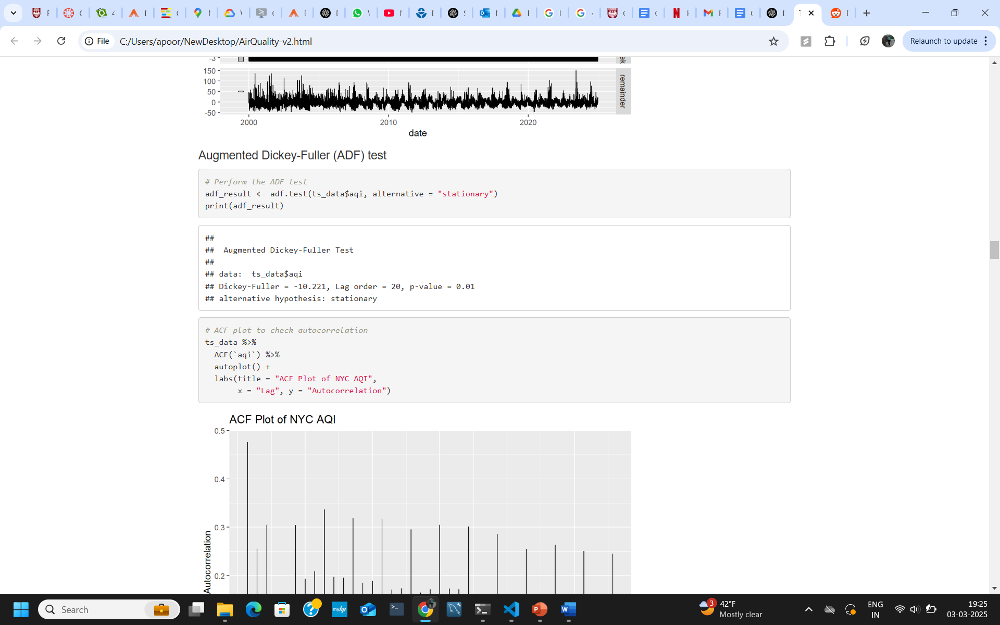 File
C:/Users/apoor/NewDesktop/AirQuality-v2.html
Relaunch to update
-3
150
100
50
0
-50
remainder
2000
2010
2020
date
Augmented Dickey-Fuller (ADF) test
# Perform the ADF test
adf_result <- adf.test(ts_data$aqi, alternative = "stationary")
print(adf_result)
##
##  Augmented Dickey-Fuller Test
##
## data:  ts_data$aqi
## Dickey-Fuller = -10.221, Lag order = 20, p-value = 0.01
## alternative hypothesis: stationary
# ACF plot to check autocorrelation
ts_data %>%
  ACF(`aqi`) %>%
  autoplot() +
  labs(title = "ACF Plot of NYC AQI",
       x = "Lag", y = "Autocorrelation")
ACF Plot of NYC AQI
0.5
0.4
0.3
0.2
Autocorrelation
Search
myhp
3
42°F
Mostly clear
ENG
IN
19:25
03-03-2025